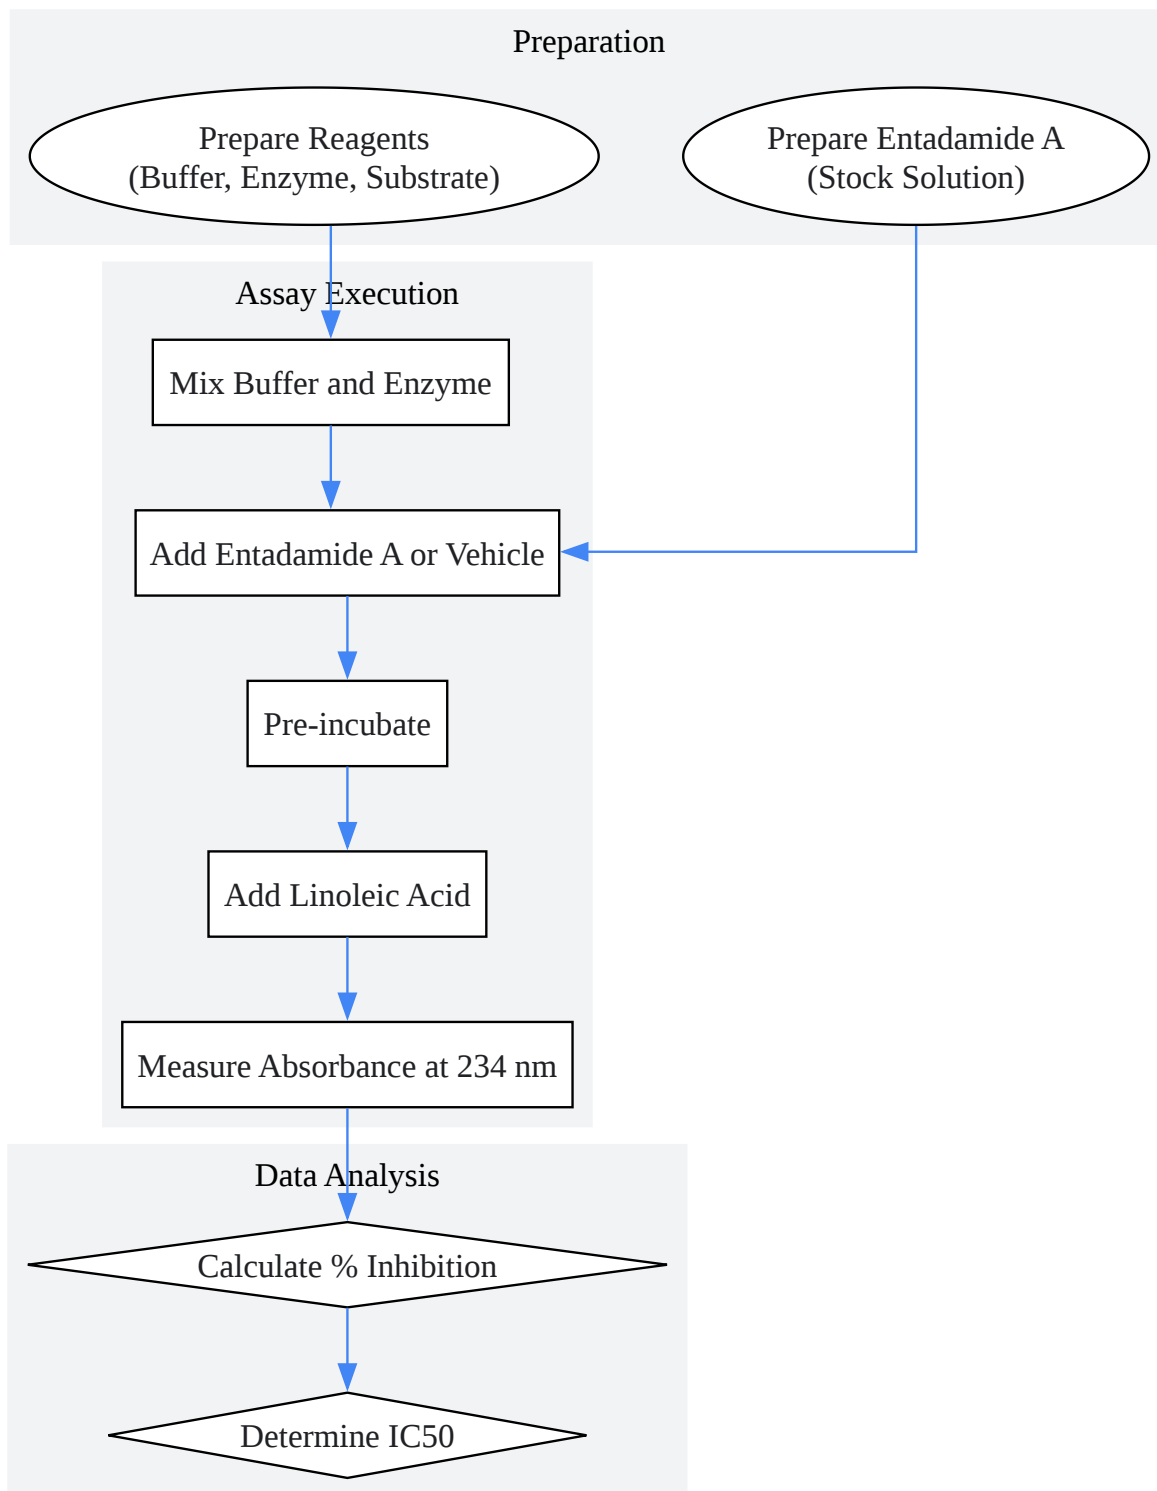 Preparation
Prepare Reagents
(Buffer, Enzyme, Substrate)
Prepare Entadamide A
(Stock Solution)
Assay Execution
Mix Buffer and Enzyme
Add Entadamide A or Vehicle
Pre-incubate
Add Linoleic Acid
Measure Absorbance at 234 nm
Data Analysis
Calculate % Inhibition
Determine IC50